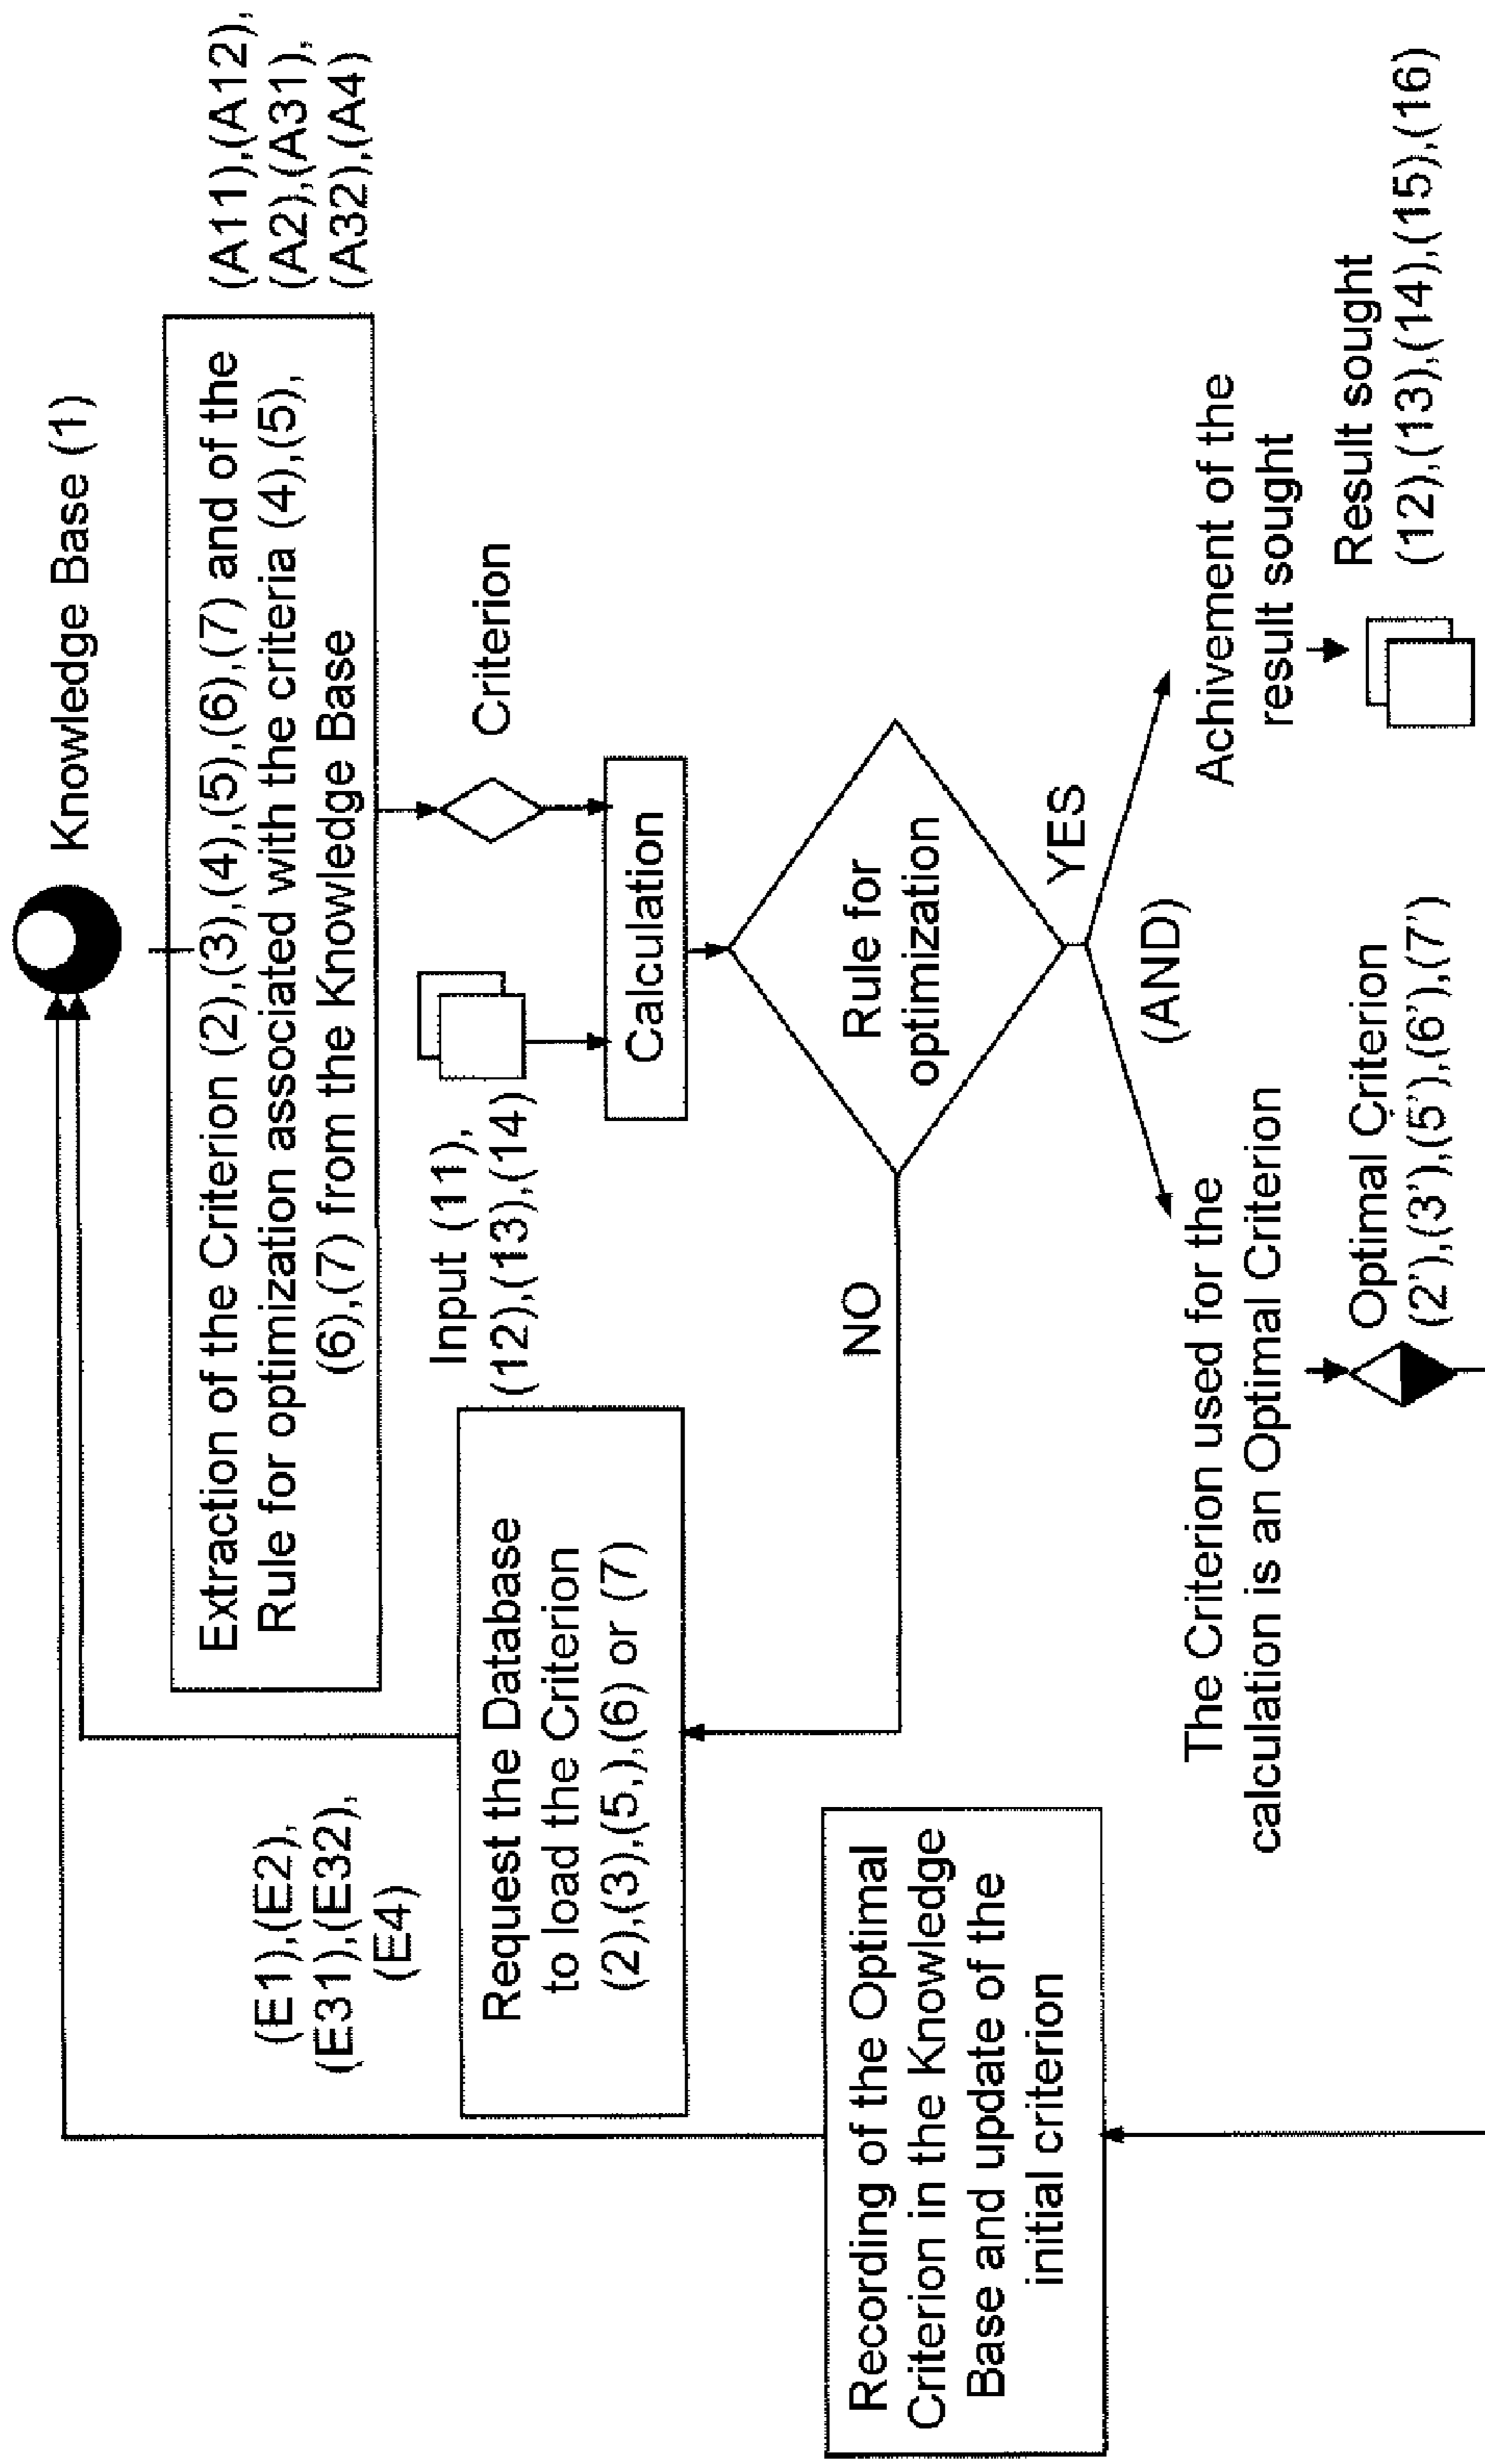 Knowledge Base (1)
(A11),(A12),
(A2),(A31),
(A32),(A4)
Extraction of the Criterion (2),(3),(4),(5),(6),(7) and of the
Rule for optimization associated with the criteria (4),(5),
(6),(7) from the Knowledge Base
Criterion
Input (11),
(12),(13),(14)
Calculation
Rule for
optimization
NO
YES
(AND)
(E1),(E2),
(E31),(E32),
(E4)
Request the Database
to load the Criterion
(2),(3),(5,),(6) or (7)
Recording of the Optimal
Criterion in the Knowledge
Base and update of the
initial criterion
The Criterion used for the
calculation is an Optimal Criterion
Optimal Criterion
(2'),(3'),(5'),(6'),(7')
Achivement of the
result sought
Result sought
(12),(13),(14),(15),(16)